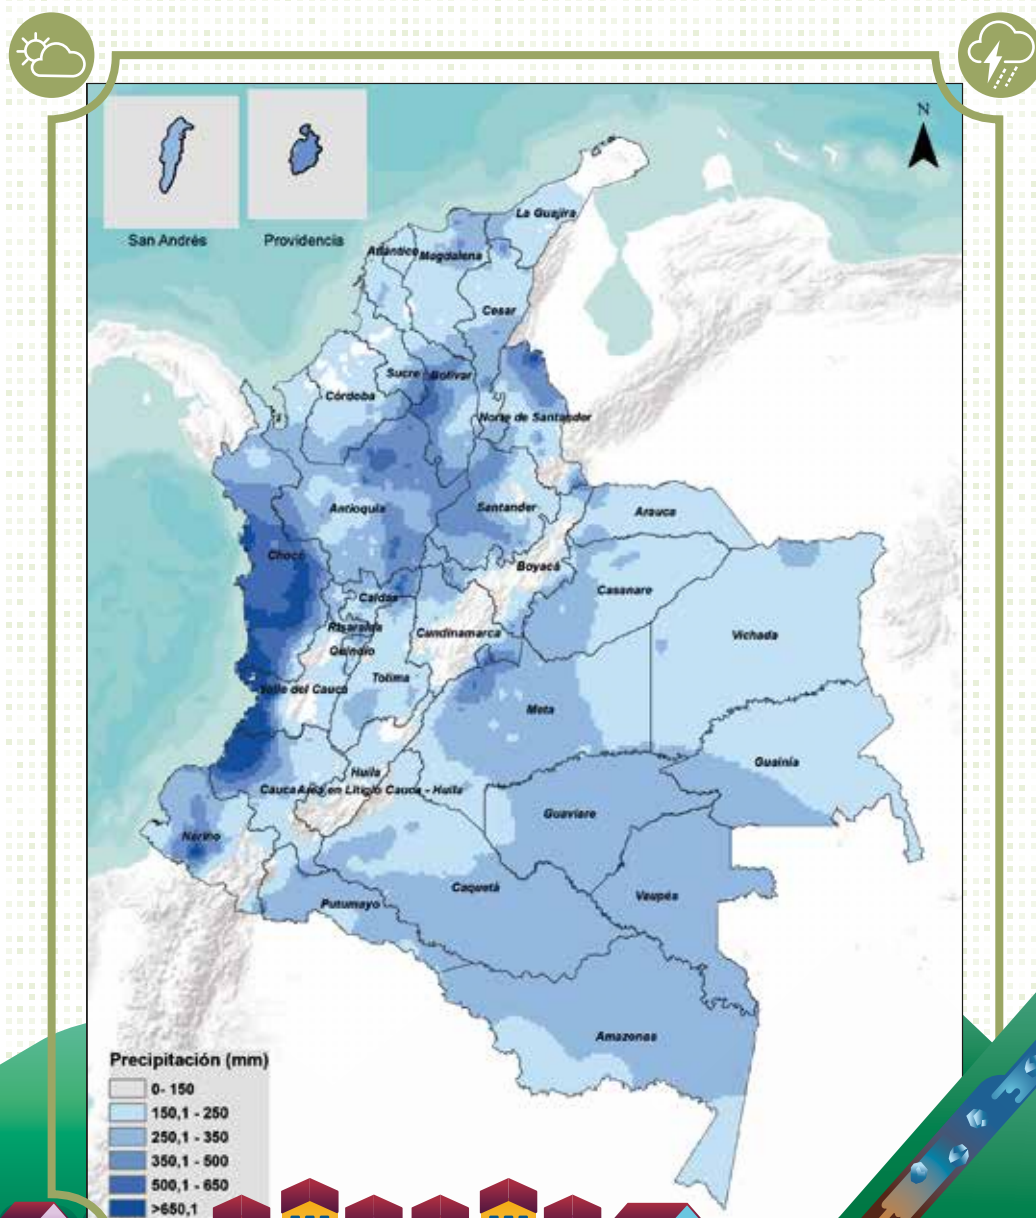 N
San Andrés
Providencia
La Guajira
Atlántico
Magdalena
Cesar
Sucre
Bolívar
Córdoba
Norte de Santander
Antioquia
Santander
Arauca
Chocó
Boyacá
Caldas
Casanare
Risaralda
Cundinamarca
Vichada
Quindío
Tolima
Valle del Cauca
Meta
Guainía
Huila
Cauca
Area en Litigio Cauca - Huila
Guaviare
Nariño
Caquetá
Vaupés
Putumayo
Amazonas
Precipitación (mm)
0- 150
150,1 - 250
250,1 - 350
350,1 - 500
500,1 - 650
>650,1